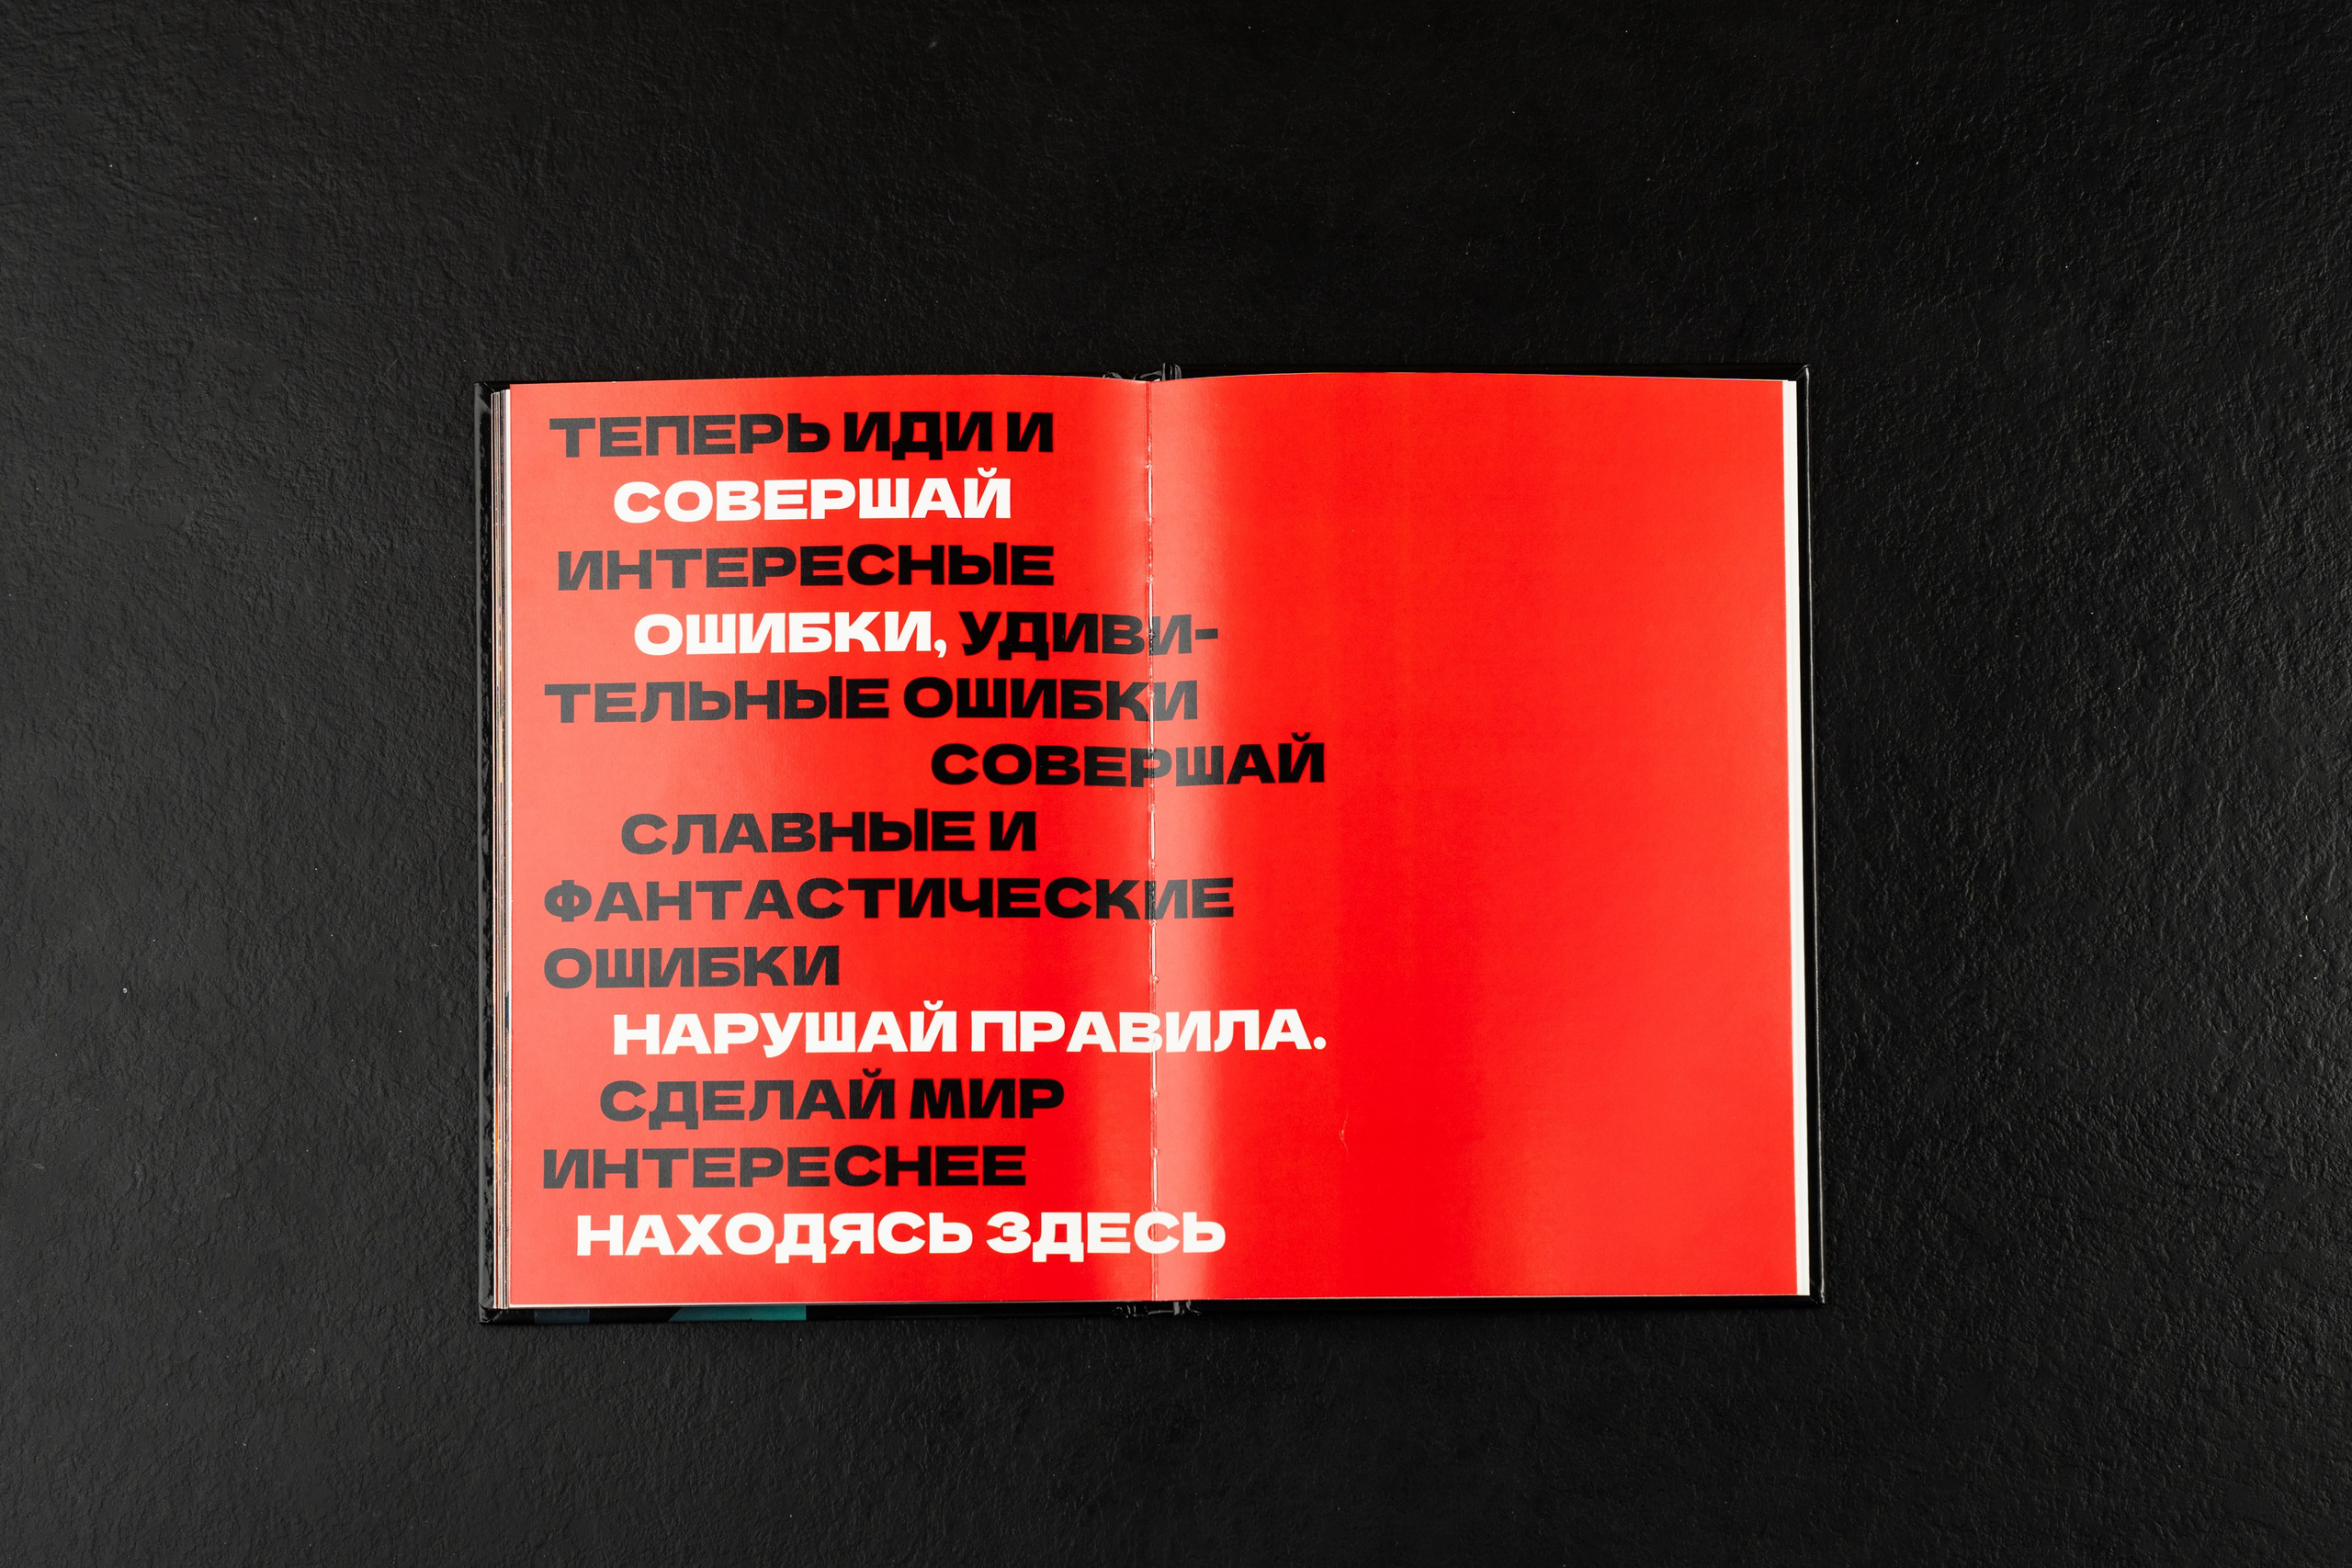 ТЕПЕРЬ ИДИ И
СОВЕРШАЙ
ИНТЕРЕСНЫЕ
ОШИБКИ, УДИВИ-
ТЕЛЬНЫЕ ОШИБКИ
СОВЕРШАЙ
СЛАВНЫЕ И
ФАНТАСТИЧЕСКИЕ
ОШИБКИ
НАРУШАЙ ПРАВИЛА.
СДЕЛАЙ МИР
ИНТЕРЕСНЕЕ
НАХОДЯСЬ ЗДЕСЬ